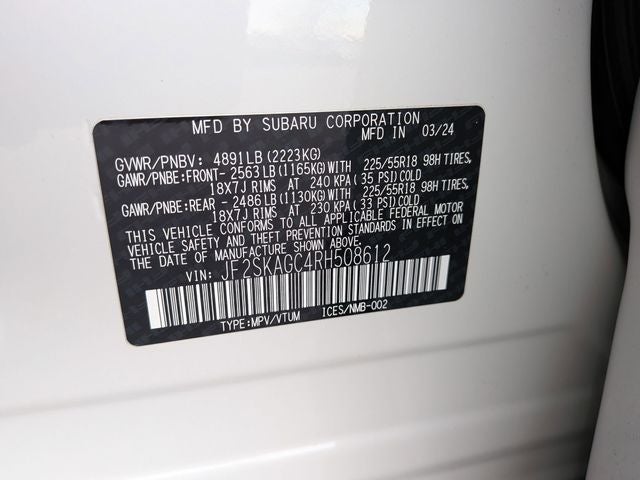 MFD BY SUBARU CORPORATION
MFD IN 03/24
GVWR/PNBV: 4891LB(2223KG)
GAWR/PNBE:FRONT-2563LB(1165KG)WITH 225/55R18 98H TIRES,
18X7J RIMS AT 240 KPA(35 PSI)COLD
GAWR/PNBE:REAR -2486LB(1130KG)WITH 225/55R18 98H TIRES,
18X7J RIMS AT 230 KPA(33 PSI)COLD
THIS VEHICLE CONFORMS TO ALL APPLICABLE FEDERAL MOTOR
VEHICLE SAFETY AND THEFT PREVENTION STANDARDS IN EFFECT
ON THE DATE OF MANUFACTURE SHOWN ABOVE.
VIN: JF2SKAGC4RH508612
TYPE:MPV/VTUM ICES/NMB-002